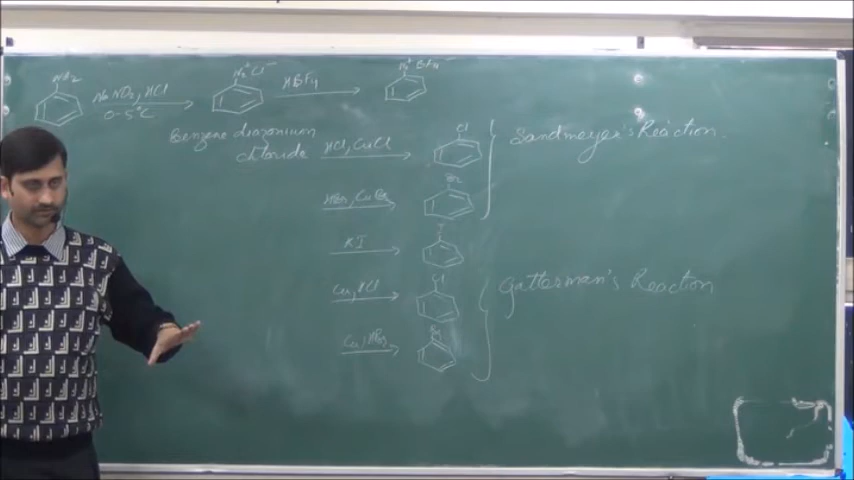 NH2
NaNO2, HCl
0-5°C
N2+Cl-
HBF4
N2+BF4-
Benzene diazonium
chloride
HCl, CuCl
Cl
Sandmeyer's Reaction.
HBr, CuBr
Br
KI
I
Cu, HCl
Cl
Gatterman's Reaction
Cu, HBr
Br